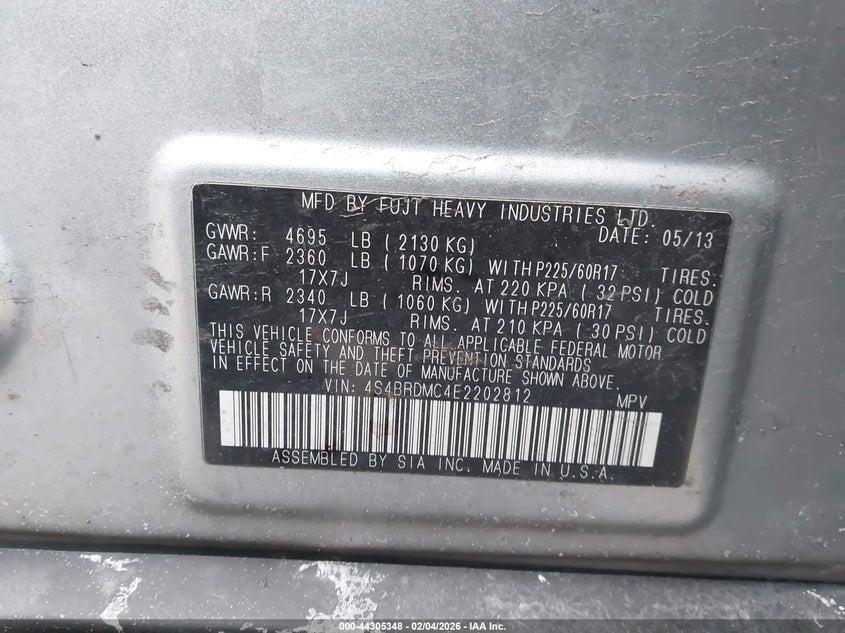 MFD BY FUJI HEAVY INDUSTRIES LTD.
GVWR: 4695 LB ( 2130 KG) DATE: 05/13
GAWR:F 2360 LB ( 1070 KG) WITH P225/60R17 TIRES.
17X7J RIMS. AT 220 KPA ( 32 PSI) COLD
GAWR:R 2340 LB ( 1060 KG) WITH P225/60R17 TIRES.
17X7J RIMS. AT 210 KPA ( 30 PSI) COLD
THIS VEHICLE CONFORMS TO ALL APPLICABLE FEDERAL MOTOR
VEHICLE SAFETY AND THEFT PREVENTION STANDARDS
IN EFFECT ON THE DATE OF MANUFACTURE SHOWN ABOVE.
VIN: 4S4BRDMC4E2202812 MPV
ASSEMBLED BY SIA INC. MADE IN U.S.A.
000-44305348 - 02/04/2026 - IAA Inc.